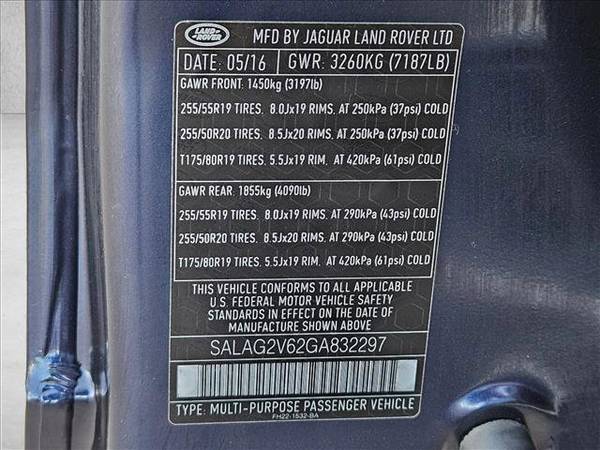 LAND ROVER
MFD BY JAGUAR LAND ROVER LTD
DATE: 05/16 GWR: 3260KG (7187LB)
GAWR FRONT: 1450kg (3197lb)
255/55R19 TIRES. 8.0Jx19 RIMS. AT 250kPa (37psi) COLD
255/50R20 TIRES. 8.5Jx20 RIMS. AT 250kPa (37psi) COLD
T175/80R19 TIRES. 5.5Jx19 RIM. AT 420kPa (61psi) COLD
GAWR REAR: 1855kg (4090lb)
255/55R19 TIRES. 8.0Jx19 RIMS. AT 290kPa (43psi) COLD
255/50R20 TIRES. 8.5Jx20 RIMS. AT 290kPa (43psi) COLD
T175/80R19 TIRES. 5.5Jx19 RIM. AT 420kPa (61psi) COLD
THIS VEHICLE CONFORMS TO ALL APPLICABLE
U.S. FEDERAL MOTOR VEHICLE SAFETY
STANDARDS IN EFFECT ON THE DATE OF
MANUFACTURE SHOWN ABOVE.
SALAG2V62GA832297
TYPE: MULTI-PURPOSE PASSENGER VEHICLE
FH22-1532-BA